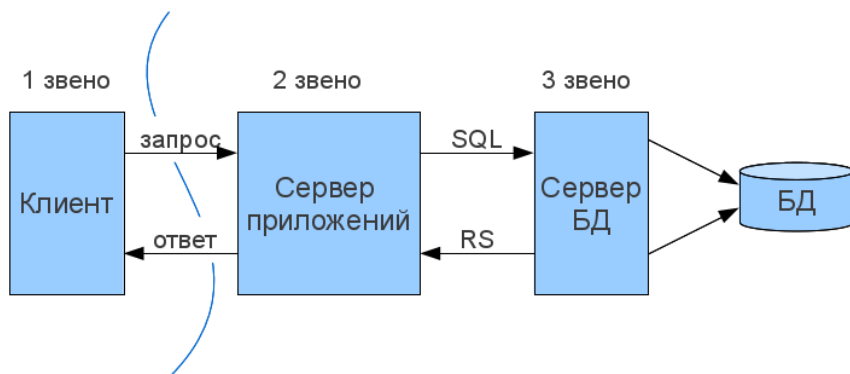 1 звено
2 звено
3 звено
запрос
SQL
Клиент
Сервер
приложений
Сервер
БД
БД
ответ
RS